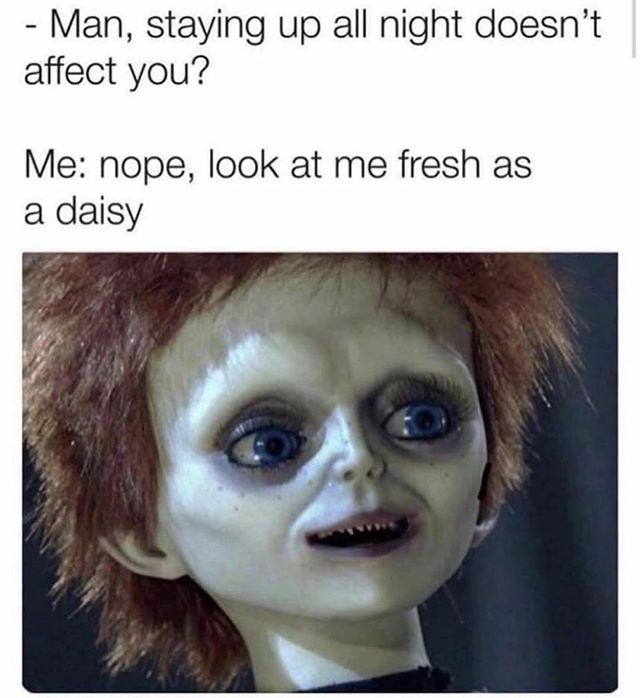 - Man, staying up all night doesn’t
affect you?
Me: nope, look at me fresh as
a daisy